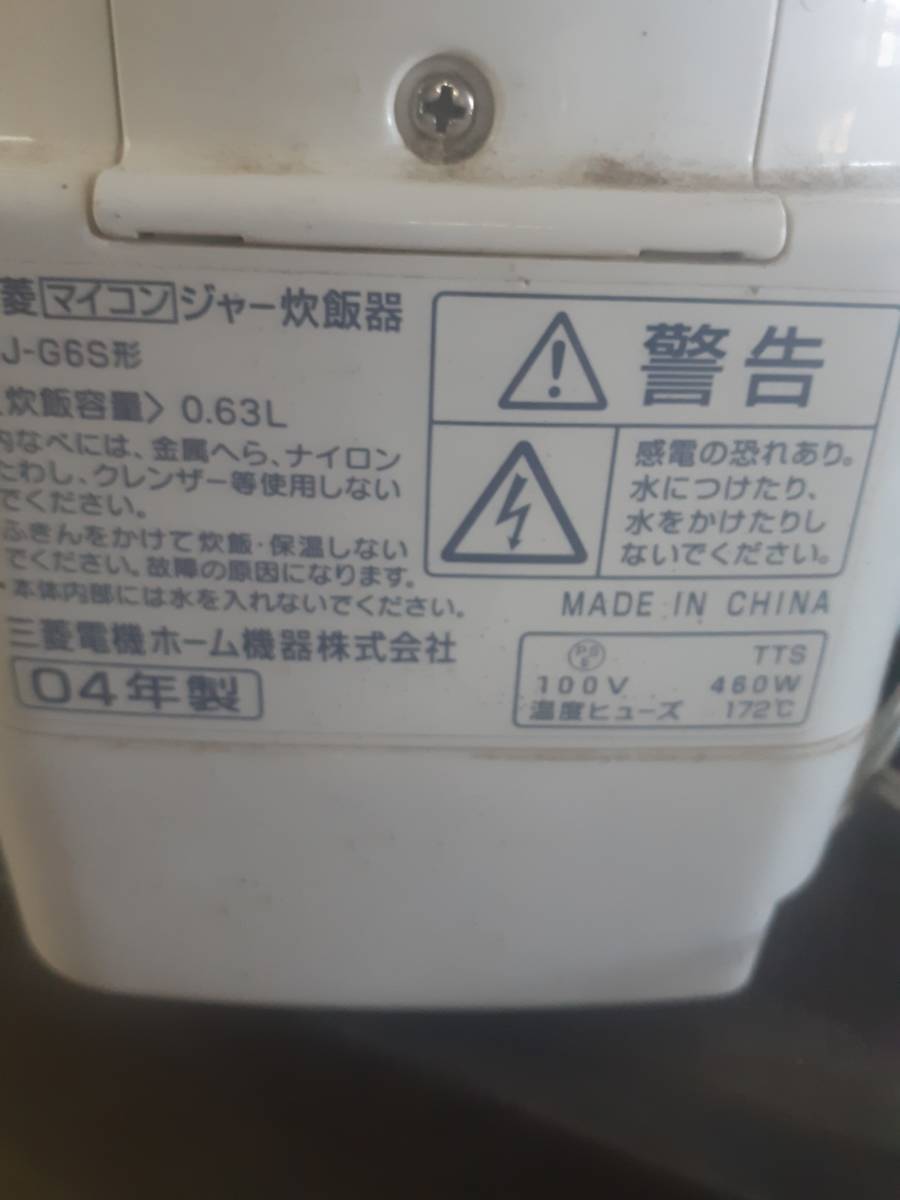 菱マイコンジャー炊飯器
J-G6S形
炊飯容量〉 0.63L
内なべには、金属へら、ナイロン
たわし、クレンザー等使用しない
でください。
ふきんをかけて炊飯・保温しない
でください。故障の原因になります。
・本体内部には水を入れないでください。
三菱電機ホーム機器株式会社
04年製
警告
感電の恐れあり。
水につけたり、
水をかけたりし
ないでください。
MADE IN CHINA
PSE TTS
100V 460W
温度ヒューズ 172℃